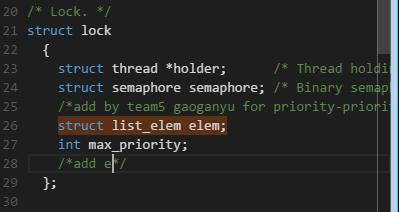 20 /* Lock. */
21 struct lock
22 {
23 struct thread *holder; /* Thread holdi
24 struct semaphore semaphore; /* Binary semap
25 /*add by team5 gaoganyu for priority-priori
26 struct list_elem elem;
27 int max_priority;
28 /*add e*/
29 };
30